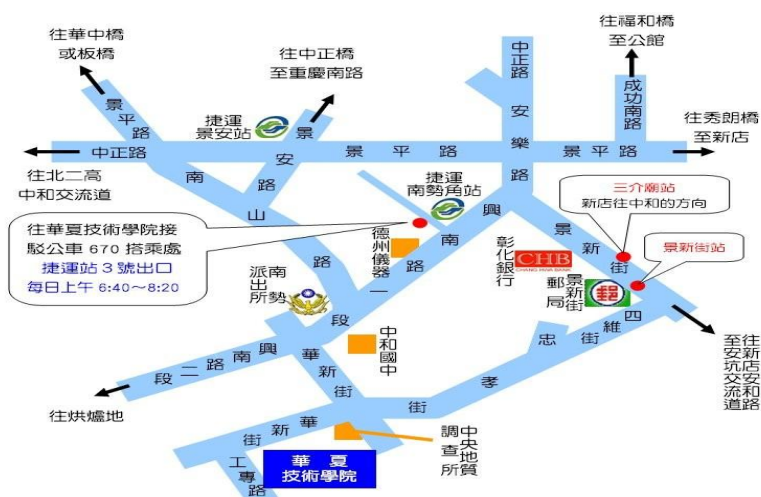 往華中橋
或板橋
往中正橋
至重慶南路
中正路
往福和橋
至公館
成功南路
往秀朗橋
至新店
景平路
捷運
景安站
景安路
中正路
景平路
景平路
安樂路
往北二高
中和交流道
南山路
捷運
南勢角站
三介廟站
新店往中和的方向
往華夏技術學院接
駁公車 670 搭乘處
捷運站 3 號出口
每日上午 6:40~8:20
德州儀器
興南路一段
景新街
彰化銀行
CHB
CHANG HWA BANK
景新街站
景新街
郵局
郵
南勢
派出所
中和國中
四維街
忠孝街
往新店安和路
至安坑交流道
興南路二段
華新街
往烘爐地
華新街
中央地質
調查所
工專路
華夏
技術學院